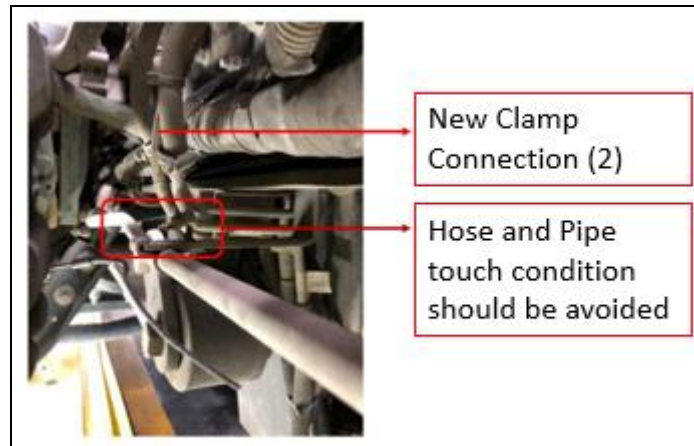 New Clamp
Connection (2)
Hose and Pipe
touch condition
should be avoided